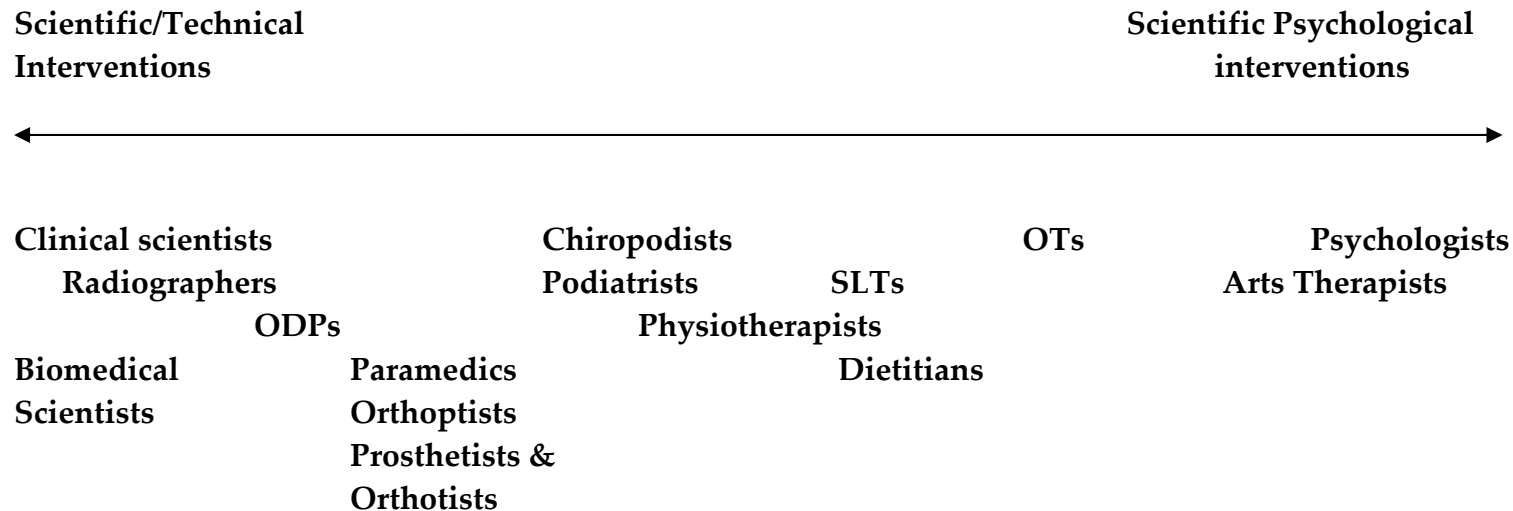 Scientific/Technical Scientific Psychological
Interventions interventions
Clinical scientists Chiropodists OTs Psychologists
Radiographers Podiatrists SLTs Arts Therapists
ODPs Physiotherapists
Biomedical Paramedics Dietitians
Scientists Orthoptists
Prosthetists &
Orthotists